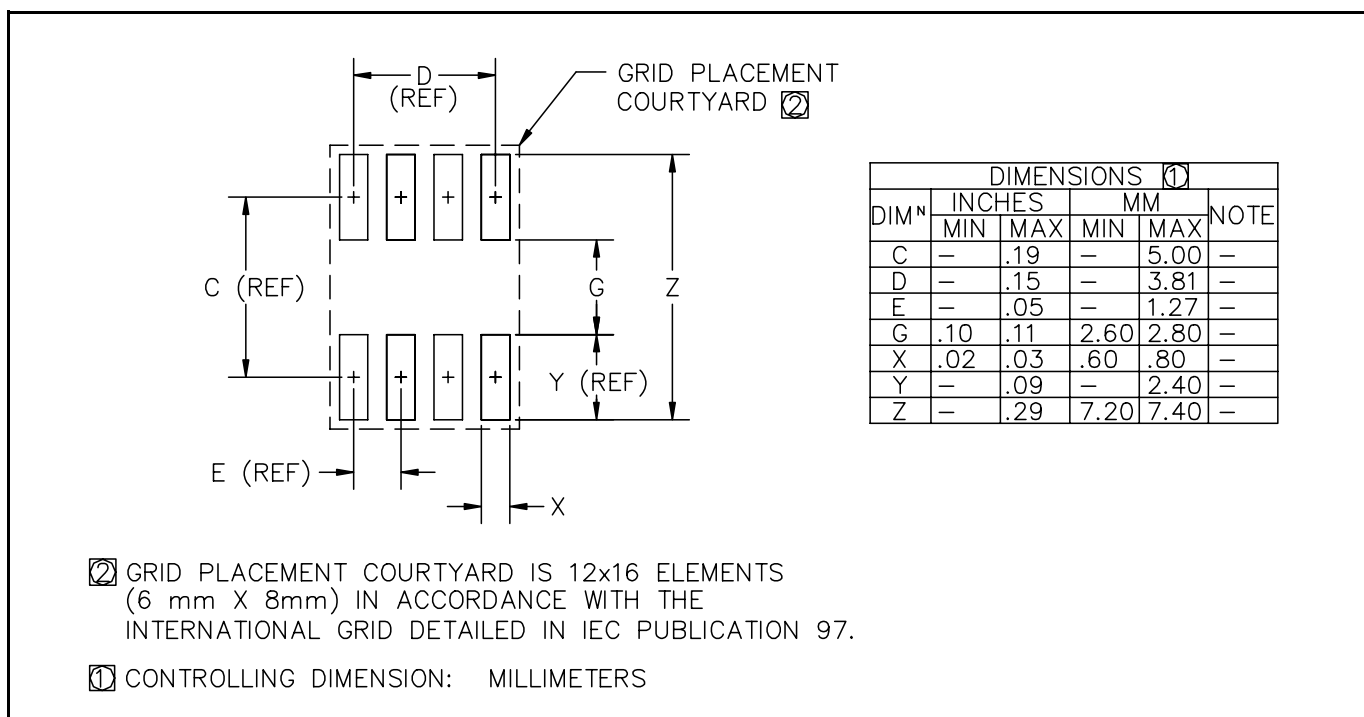 D
(REF)
GRID PLACEMENT
COURTYARD ②
C (REF)
G
Z
Y (REF)
E (REF)
X
DIMENSIONS ①
DIMᴺ INCHES MM NOTE
MIN MAX MIN MAX
C – .19 – 5.00 –
D – .15 – 3.81 –
E – .05 – 1.27 –
G .10 .11 2.60 2.80 –
X .02 .03 .60 .80 –
Y – .09 – 2.40 –
Z – .29 7.20 7.40 –
② GRID PLACEMENT COURTYARD IS 12x16 ELEMENTS
(6 mm X 8mm) IN ACCORDANCE WITH THE
INTERNATIONAL GRID DETAILED IN IEC PUBLICATION 97.
① CONTROLLING DIMENSION: MILLIMETERS